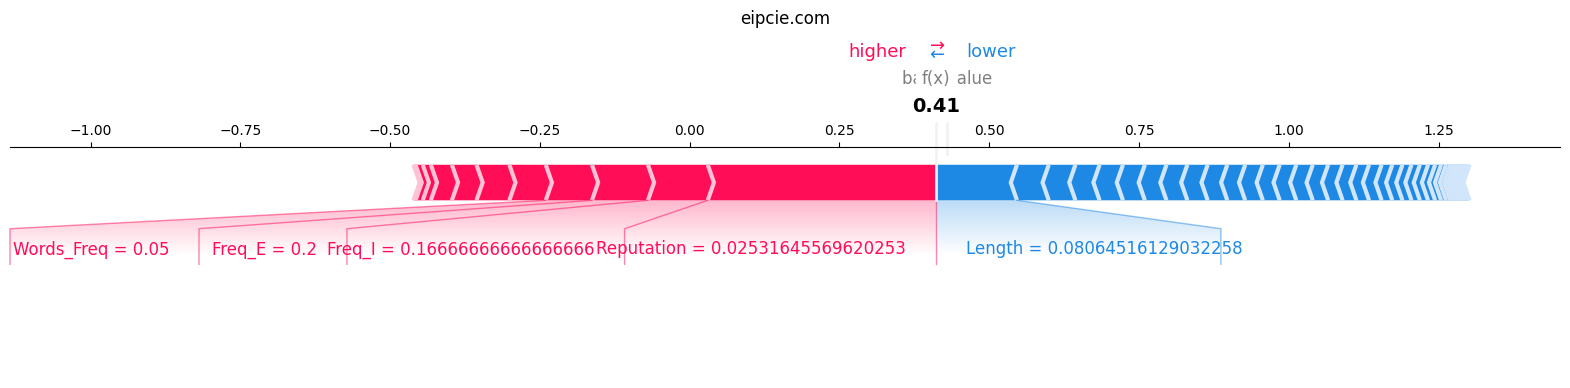 eipcie.com
higher ⇄ lower
f(x) alue
0.41
−1.00 −0.75 −0.50 −0.25 0.00 0.25 0.50 0.75 1.00 1.25
Words_Freq = 0.05 Freq_E = 0.2 Freq_I = 0.16666666666666666 Reputation = 0.02531645569620253 Length = 0.08064516129032258